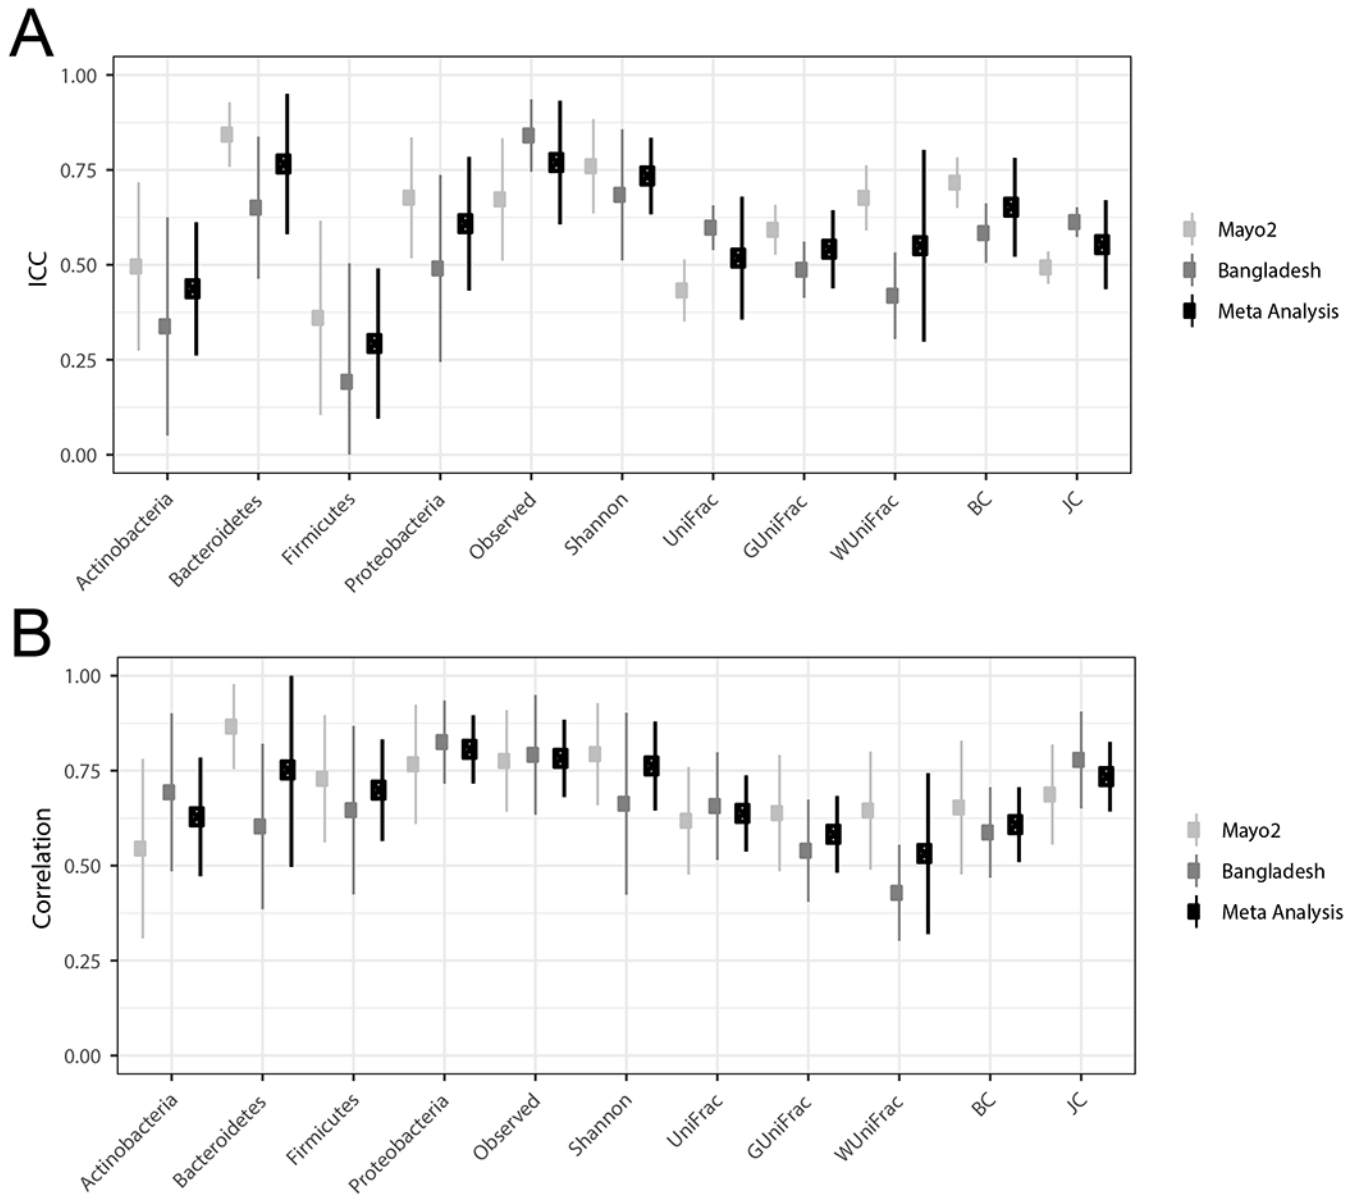 A
ICC
1.00
0.75
0.50
0.25
0.00
Actinobacteria
Bacteroidetes
Firmicutes
Proteobacteria
Observed
Shannon
UniFrac
GUniFrac
WUniFrac
BC
JC
Mayo2
Bangladesh
Meta Analysis
B
Correlation
1.00
0.75
0.50
0.25
0.00
Actinobacteria
Bacteroidetes
Firmicutes
Proteobacteria
Observed
Shannon
UniFrac
GUniFrac
WUniFrac
BC
JC
Mayo2
Bangladesh
Meta Analysis